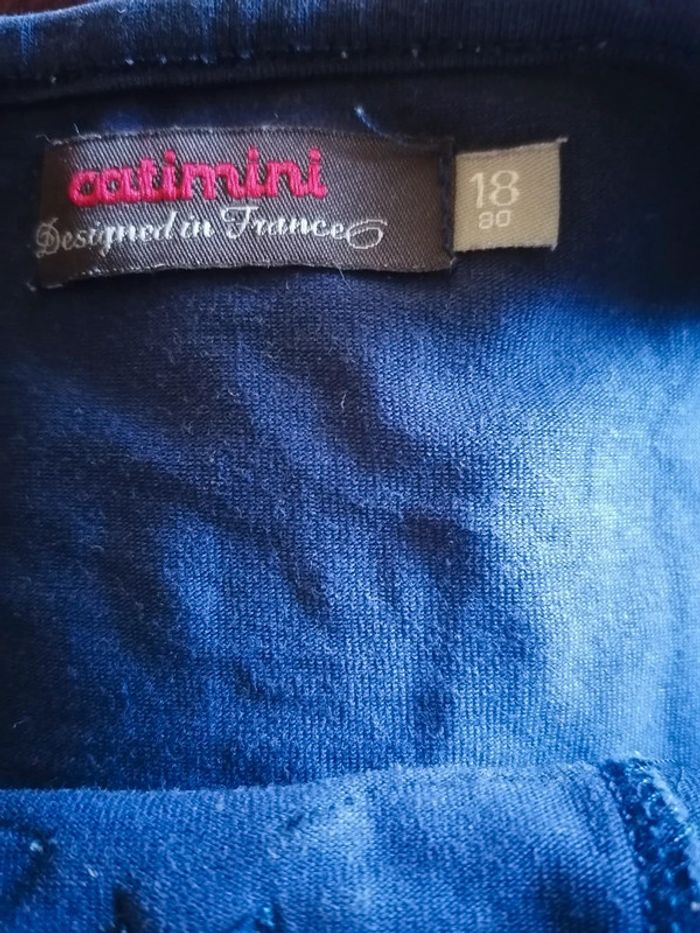 catimini
Designed in France
18
80